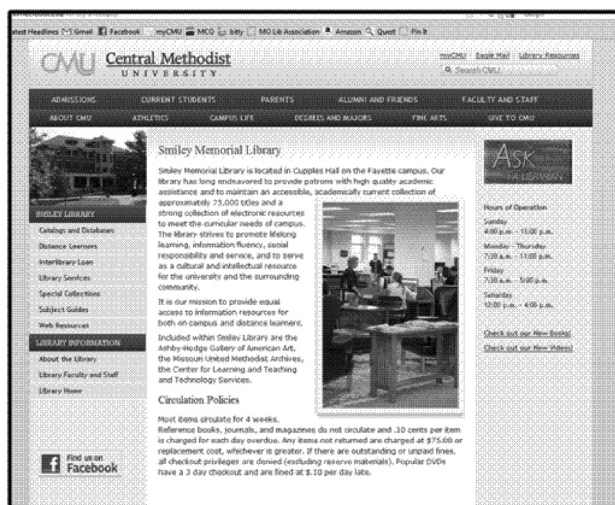 atest Headlines Gmail Facebook myCMU MCO bitly MO Lib Association Amazon Quest Pin It
CMU Central Methodist
UNIVERSITY
myCMU Eagle Mail Library Resources
Search CMU
ADMISSIONS CURRENT STUDENTS PARENTS ALUMNI AND FRIENDS FACULTY AND STAFF
ABOUT CMU ATHLETICS CAMPUS LIFE DEGREES AND MAJORS FINE ARTS GIVE TO CMU
SMILEY LIBRARY
Catalogs and Databases
Distance Learners
Interlibrary Loan
Library Services
Special Collections
Subject Guides
Web Resources
LIBRARY INFORMATION
About the Library
Library Faculty and Staff
Library Home
Find us on
Facebook
Smiley Memorial Library
Smiley Memorial Library is located in Cupples Hall on the Fayette campus. Our
library has long endeavored to provide patrons with high quality academic
assistance and to maintain an accessible, academically current collection of
approximately 75,000 titles and a
strong collection of electronic resources
to meet the curricular needs of campus.
The library strives to promote lifelong
learning, information fluency, social
responsibility and service, and to serve
as a cultural and intellectual resource
for the university and the surrounding
community.
It is our mission to provide equal
access to information resources for
both on campus and distance learners.
Included within Smiley Library are the
Ashby-Hodge Gallery of American Art,
the Missouri United Methodist Archives,
the Center for Learning and Teaching
and Technology Services.
Circulation Policies
Most items circulate for 4 weeks.
Reference books, journals, and magazines do not circulate and .10 cents per item
is charged for each day overdue. Any items not returned are charged at $75.00 or
replacement cost, whichever is greater. If there are outstanding or unpaid fines,
all checkout privileges are denied (excluding reserve materials). Popular DVDs
have a 3 day checkout and are fined at $.10 per day late.
ASK
A LIBRARIAN
Hours of Operation
Sunday
4:00 p.m. - 11:00 p.m.
Monday - Thursday
7:30 a.m. - 11:00 p.m.
Friday
7:30 a.m. - 5:00 p.m.
Saturday
12:00 p.m. - 4:00 p.m.
Check out our New Books!
Check out our New Videos!